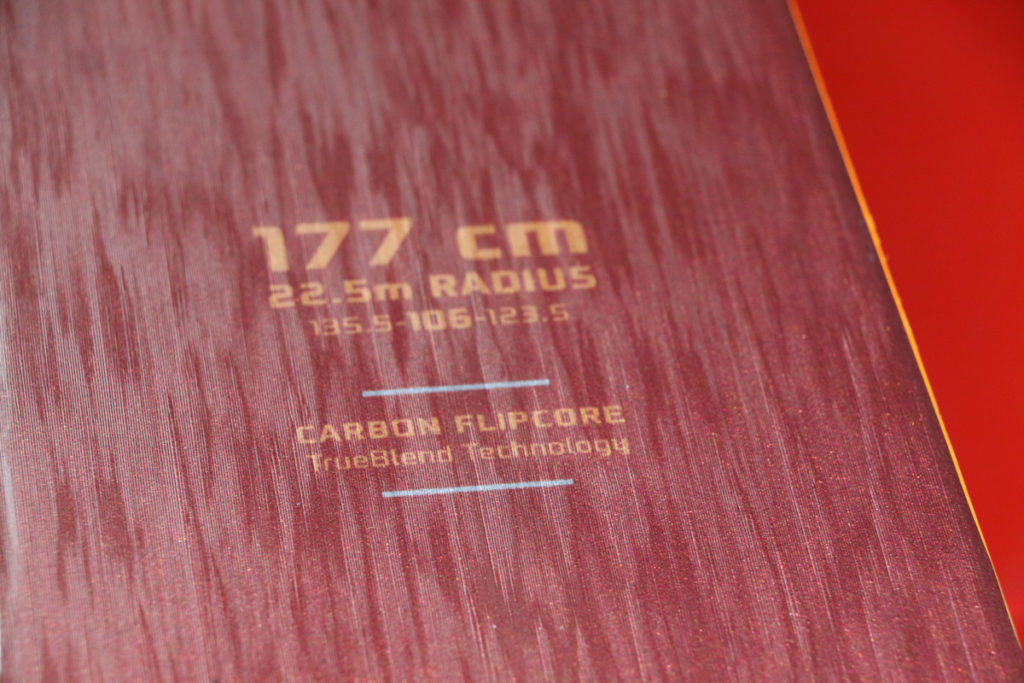 177 cm
22.5m RADIUS
135.5-106-123.5
CARBON FLIPCORE
TrueBlend Technology